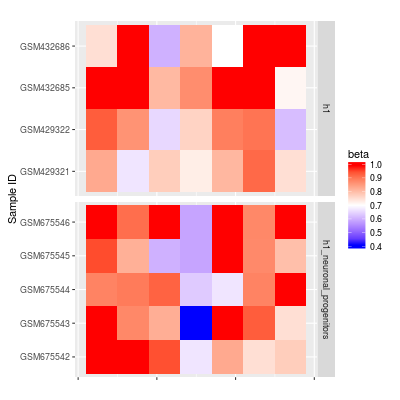 GSM432686
GSM432685
GSM429322
GSM429321
h1
GSM675546
GSM675545
GSM675544
GSM675543
GSM675542
h1_neuronal_progenitors
Sample ID
beta
1.0
0.9
0.8
0.7
0.6
0.5
0.4